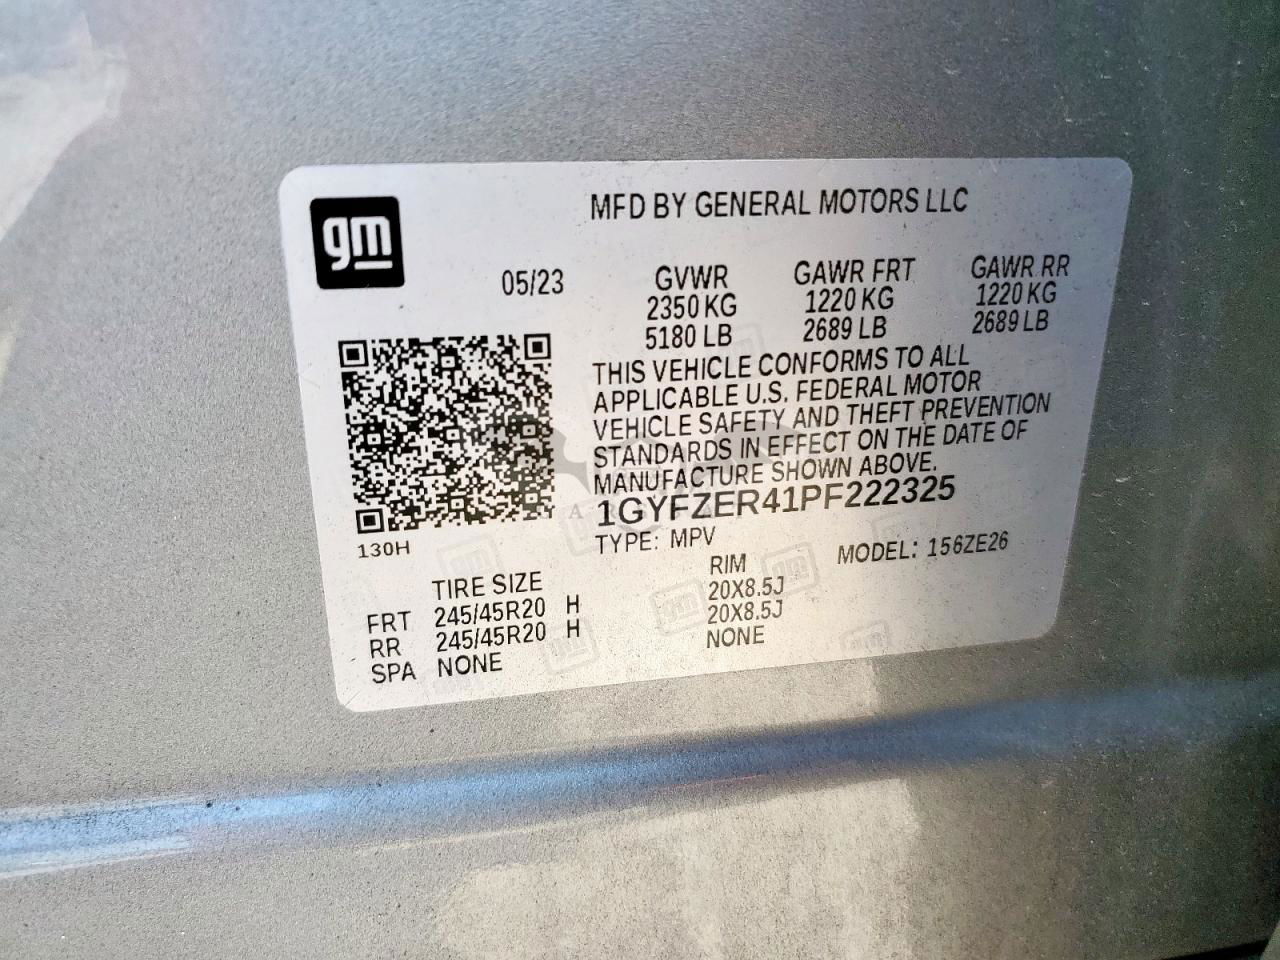 gm
MFD BY GENERAL MOTORS LLC
05/23 GVWR GAWR FRT GAWR RR
2350 KG 1220 KG 1220 KG
5180 LB 2689 LB 2689 LB
THIS VEHICLE CONFORMS TO ALL
APPLICABLE U.S. FEDERAL MOTOR
VEHICLE SAFETY AND THEFT PREVENTION
STANDARDS IN EFFECT ON THE DATE OF
MANUFACTURE SHOWN ABOVE.
1GYFZER41PF222325
TYPE: MPV MODEL: 156ZE26
130H
TIRE SIZE RIM
FRT 245/45R20 H 20X8.5J
RR 245/45R20 H 20X8.5J
SPA NONE NONE